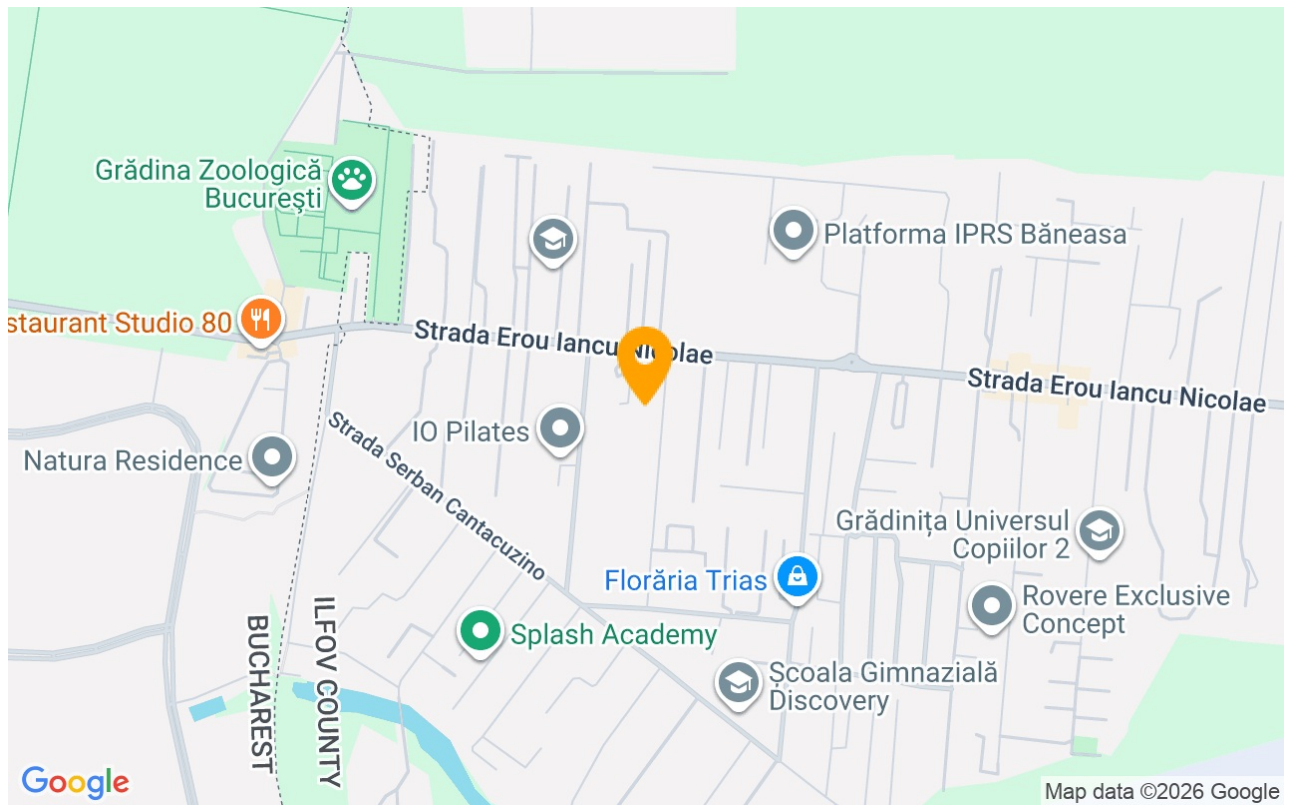 Grădina Zoologică
Bucureşti
Platforma IPRS Băneasa
staurant Studio 80
Strada Erou Iancu Nicolae
Strada Erou Iancu Nicolae
IO Pilates
Natura Residence
Strada Serban Cantacuzino
Grădinița Universul
Copiilor 2
Florăria Trias
Rovere Exclusive
Concept
Splash Academy
Școala Gimnazială
Discovery
BUCHAREST
ILFOV COUNTY
Google
Map data ©2026 Google